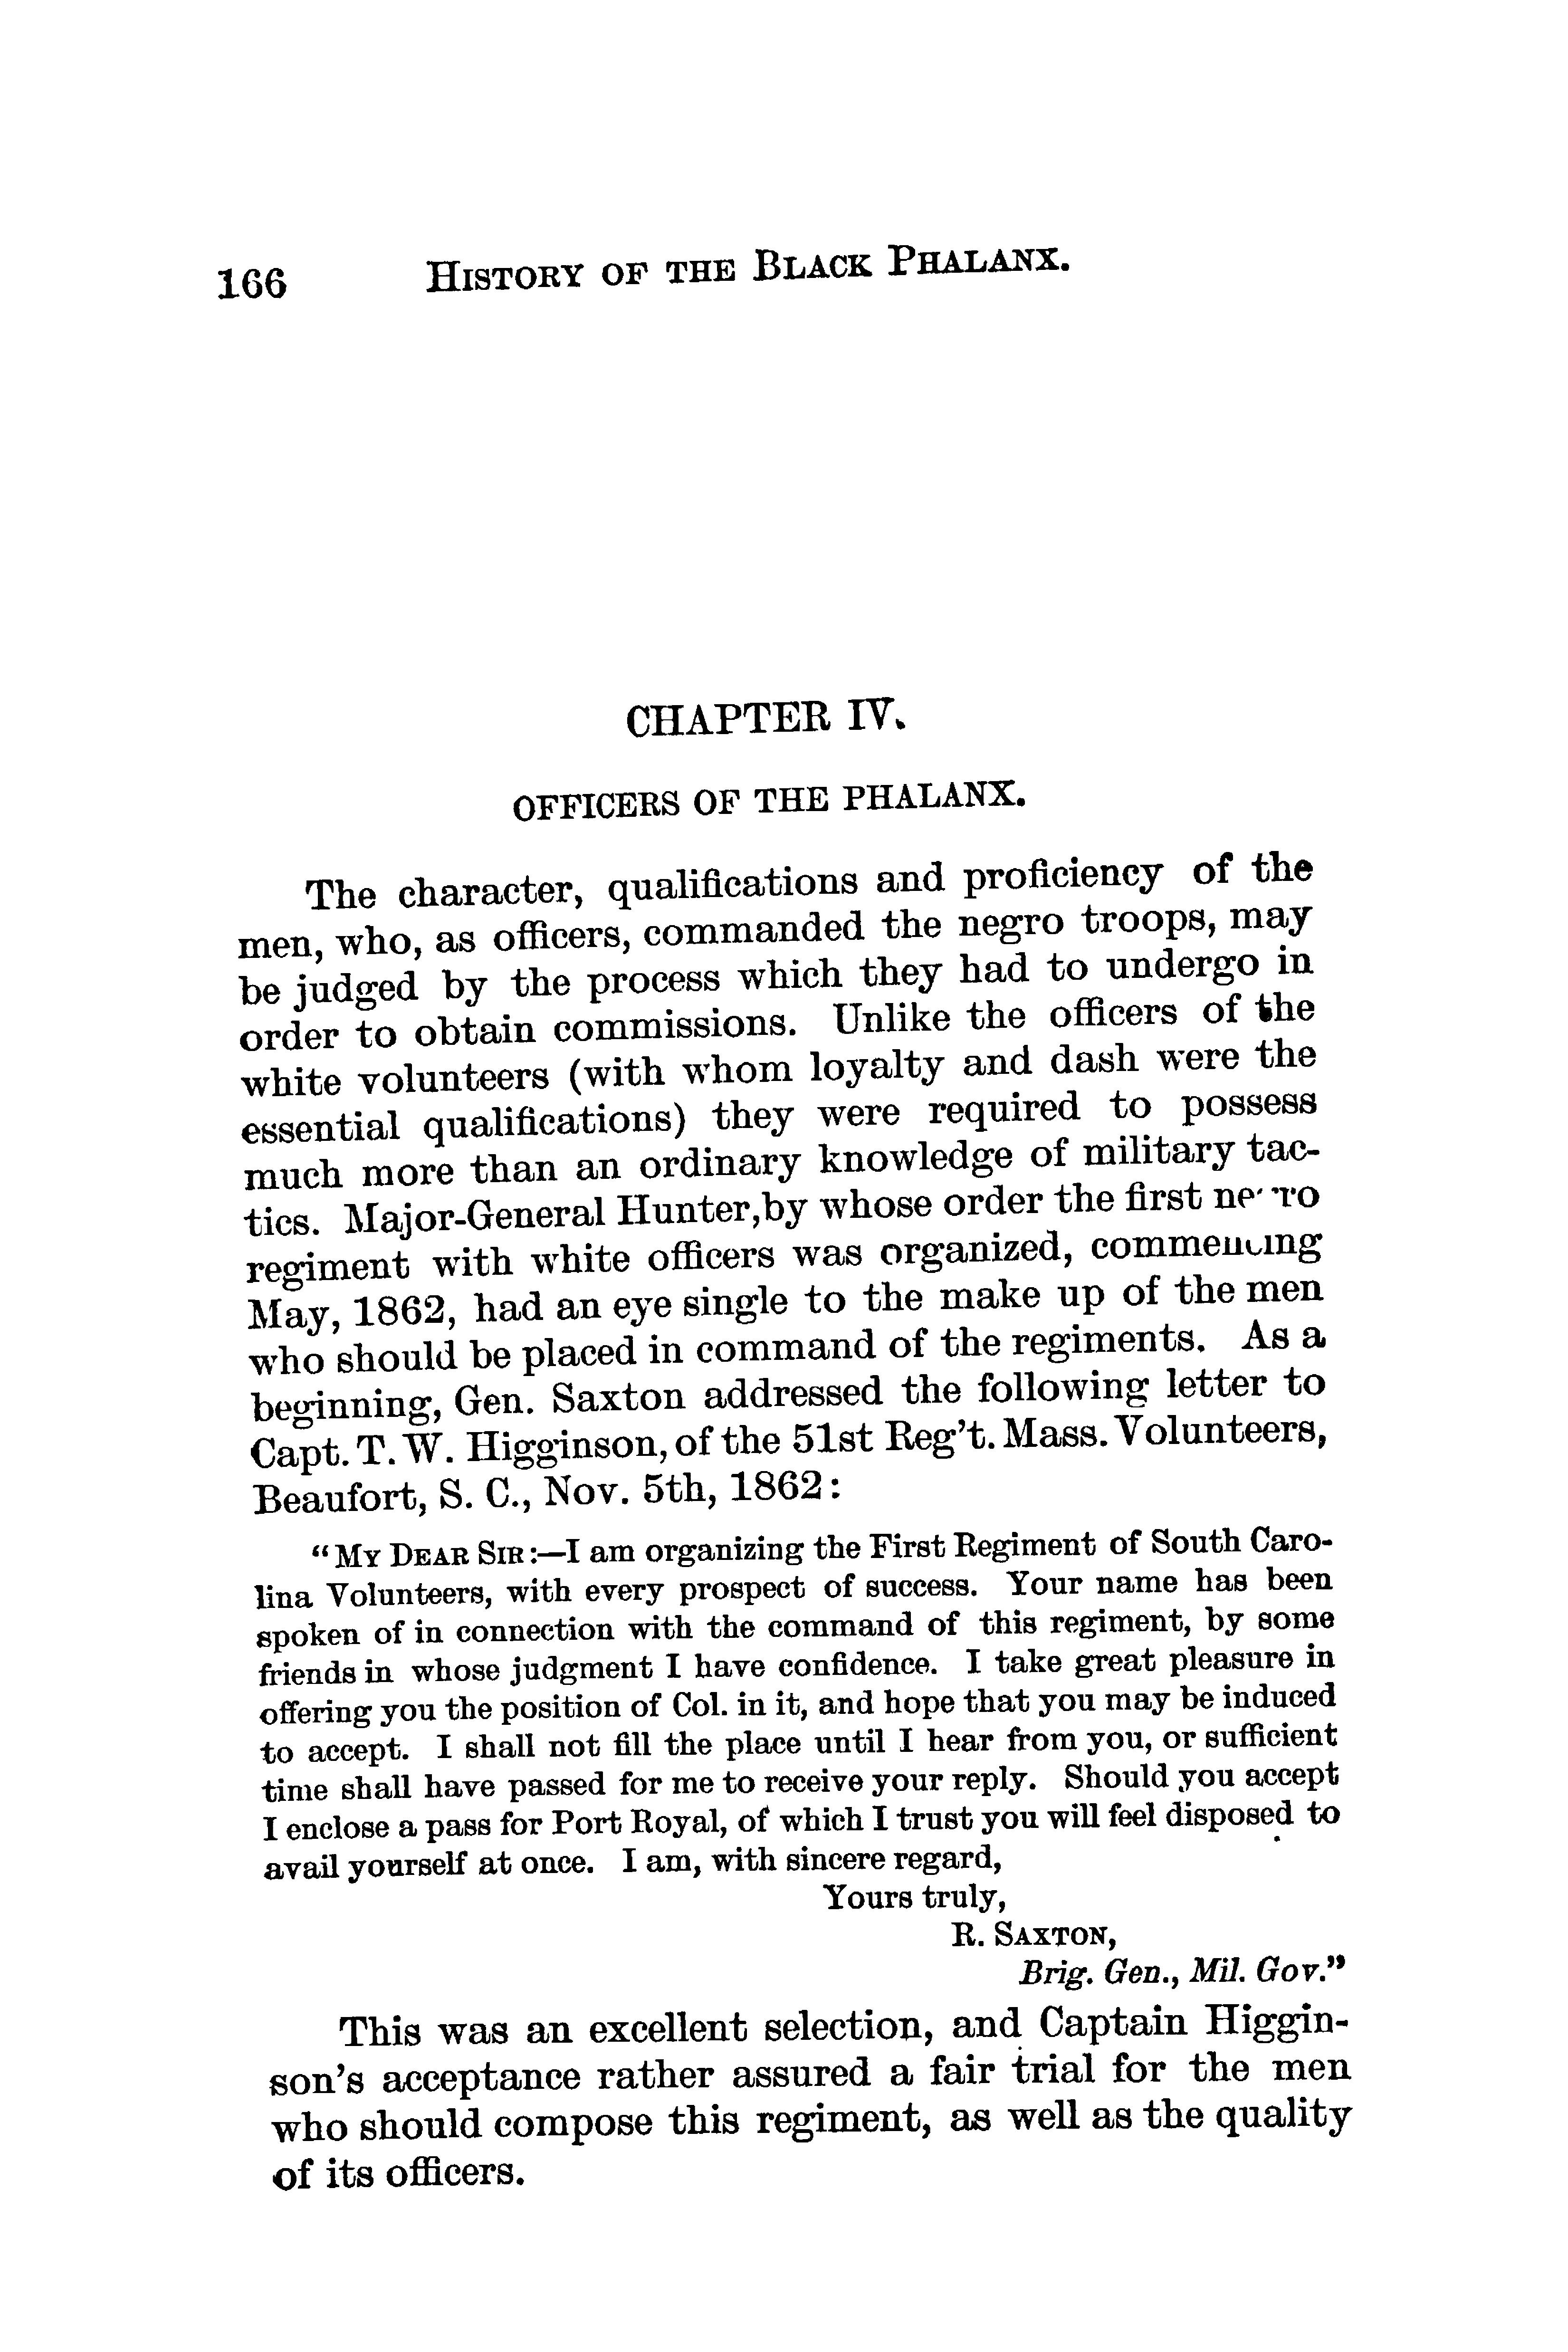 166 HISTORY OF THE BLACK PHALANX.
CHAPTER IV.
OFFICERS OF THE PHALANX.
The character, qualifications and proficiency of the
men, who, as officers, commanded the negro troops, may
be judged by the process which they had to undergo in
order to obtain commissions. Unlike the officers of the
white volunteers (with whom loyalty and dash were the
essential qualifications) they were required to possess
much more than an ordinary knowledge of military tac-
tics. Major-General Hunter,by whose order the first negro
regiment with white officers was organized, commencing
May, 1862, had an eye single to the make up of the men
who should be placed in command of the regiments. As a
beginning, Gen. Saxton addressed the following letter to
Capt. T. W. Higginson, of the 51st Reg't. Mass. Volunteers,
Beaufort, S. C., Nov. 5th, 1862:
"MY DEAR SIR:—I am organizing the First Regiment of South Caro-
lina Volunteers, with every prospect of success. Your name has been
spoken of in connection with the command of this regiment, by some
friends in whose judgment I have confidence. I take great pleasure in
offering you the position of Col. in it, and hope that you may be induced
to accept. I shall not fill the place until I hear from you, or sufficient
time shall have passed for me to receive your reply. Should you accept
I enclose a pass for Port Royal, of which I trust you will feel disposed to
avail yourself at once. I am, with sincere regard,
Yours truly,
R. SAXTON,
Brig. Gen., Mil. Gov."
This was an excellent selection, and Captain Higgin-
son's acceptance rather assured a fair trial for the men
who should compose this regiment, as well as the quality
of its officers.